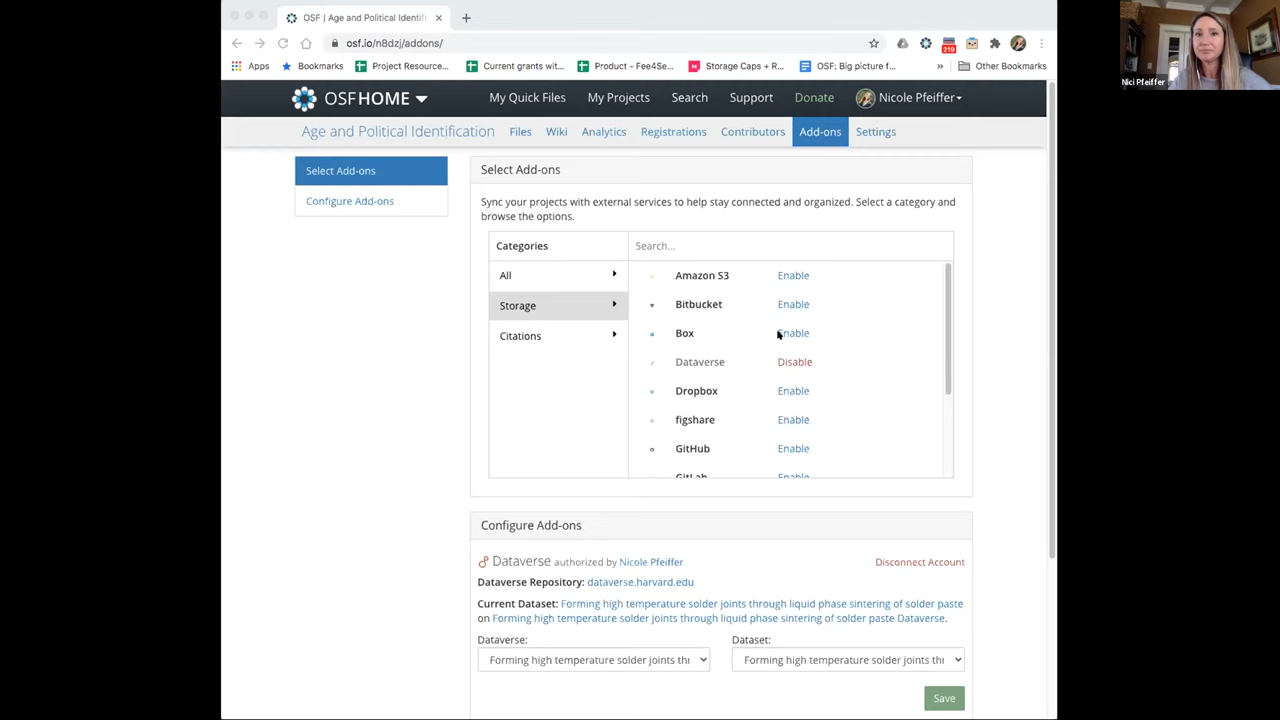 OSF | Age and Political Identifi
osf.io/n8dzj/addons/
219
Apps Bookmarks Project Resource... Current grants wit... Product - Fee4Se... Storage Caps + R... OSF: Big picture f... » Other Bookmarks
Nici Pfeiffer
OSFHOME My Quick Files My Projects Search Support Donate Nicole Pfeiffer
Age and Political Identification Files Wiki Analytics Registrations Contributors Add-ons Settings
Select Add-ons
Configure Add-ons
Select Add-ons
Sync your projects with external services to help stay connected and organized. Select a category and
browse the options.
Categories Search...
All
Storage
Citations
Amazon S3 Enable
Bitbucket Enable
Box Enable
Dataverse Disable
Dropbox Enable
figshare Enable
GitHub Enable
GitLab Enable
Configure Add-ons
Dataverse authorized by Nicole Pfeiffer Disconnect Account
Dataverse Repository: dataverse.harvard.edu
Current Dataset: Forming high temperature solder joints through liquid phase sintering of solder paste
on Forming high temperature solder joints through liquid phase sintering of solder paste Dataverse.
Dataverse: Dataset:
Forming high temperature solder joints thr Forming high temperature solder joints thr
Save